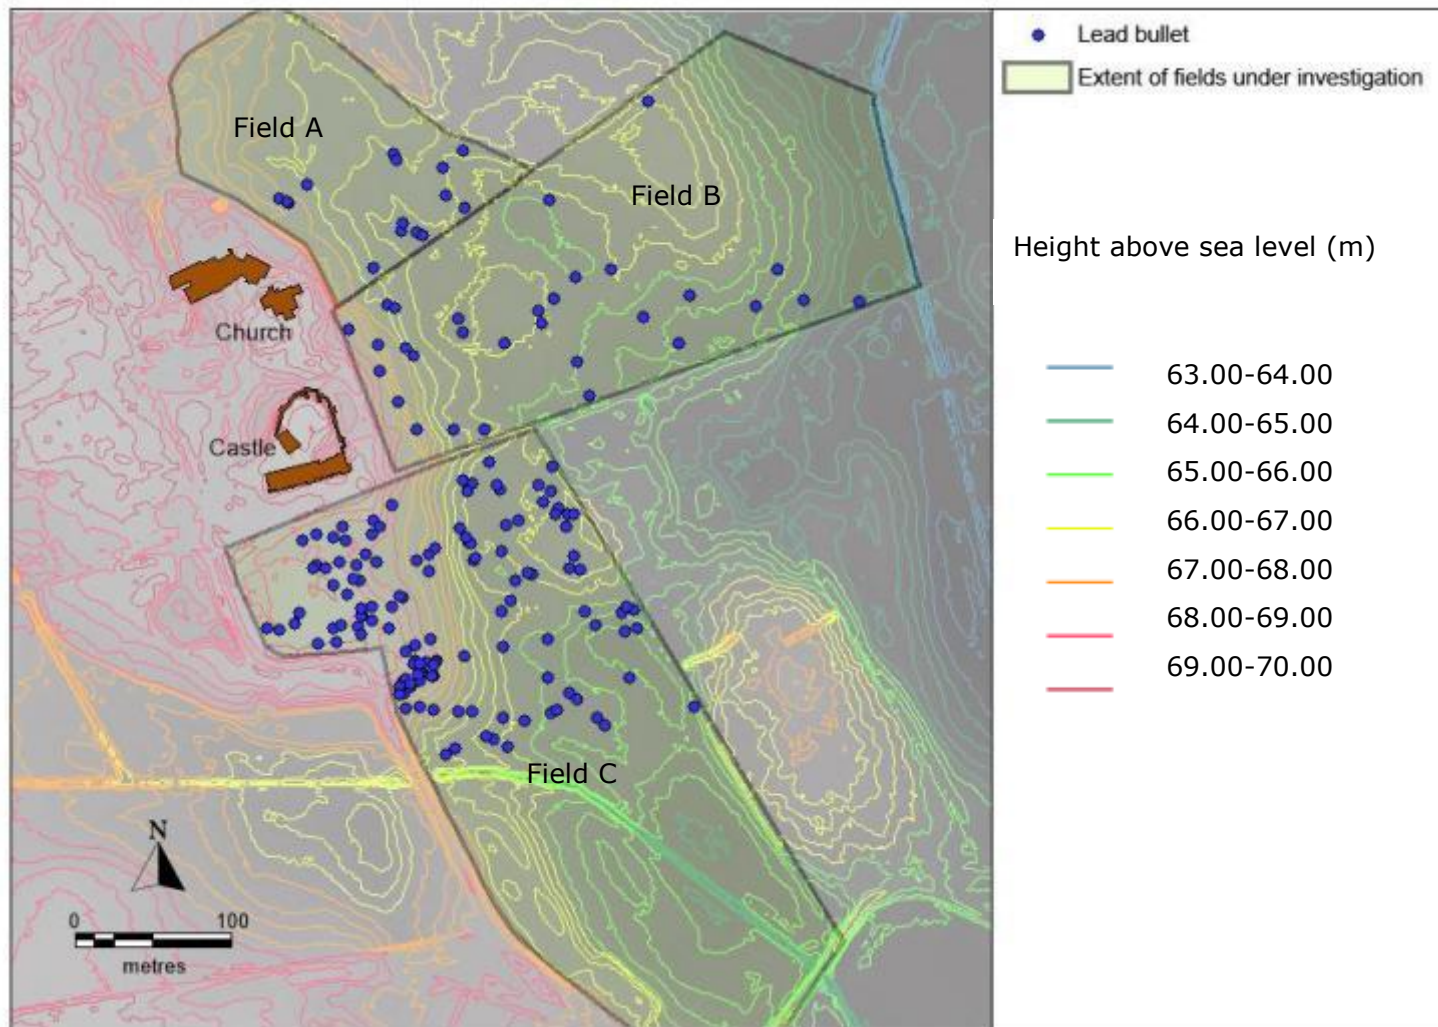 Lead bullet
Extent of fields under investigation
Field A
Field B
Height above sea level (m)
Church
63.00-64.00
64.00-65.00
Castle
65.00-66.00
66.00-67.00
67.00-68.00
68.00-69.00
69.00-70.00
Field C
N
0 100
metres